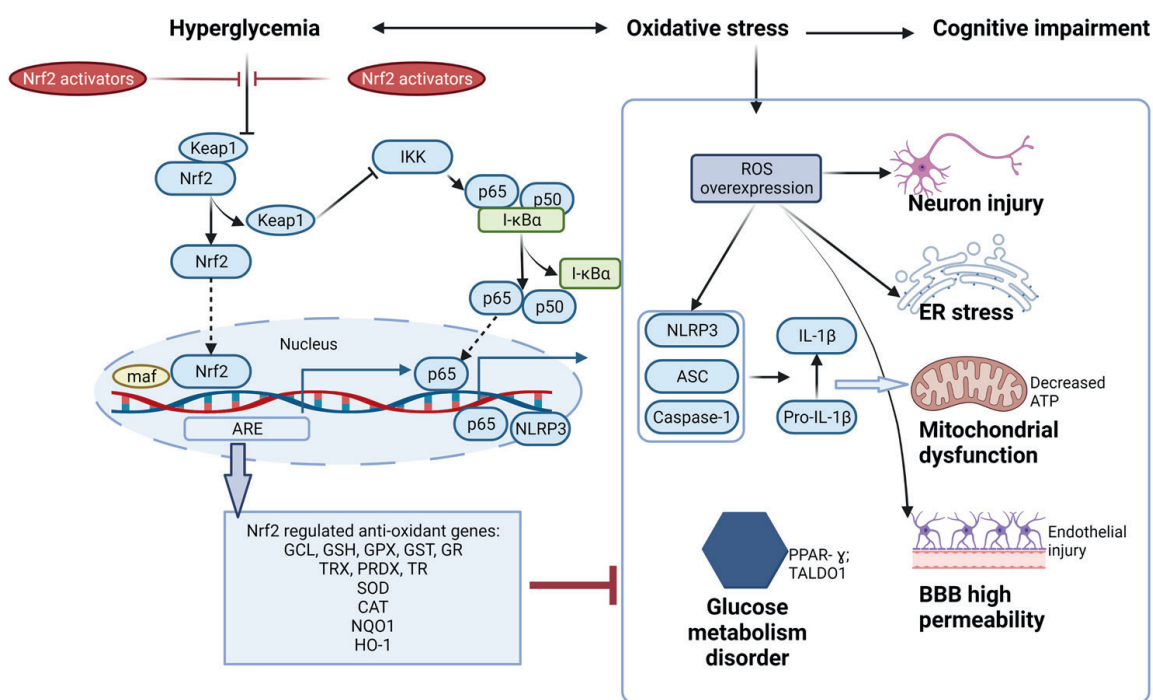 Hyperglycemia
Oxidative stress
Cognitive impairment
Nrf2 activators
Nrf2 activators
Keap1
Nrf2
Keap1
IKK
p65
p50
I-κBα
Nrf2
I-κBα
p65
p50
Nucleus
maf
Nrf2
p65
ARE
p65
NLRP3
Nrf2 regulated anti-oxidant genes:
GCL, GSH, GPX, GST, GR
TRX, PRDX, TR
SOD
CAT
NQO1
HO-1
ROS
overexpression
Neuron injury
ER stress
NLRP3
ASC
Caspase-1
IL-1β
Pro-IL-1β
Decreased
ATP
Mitochondrial
dysfunction
PPAR- ɣ;
TALDO1
Glucose
metabolism
disorder
Endothelial
injury
BBB high
permeability